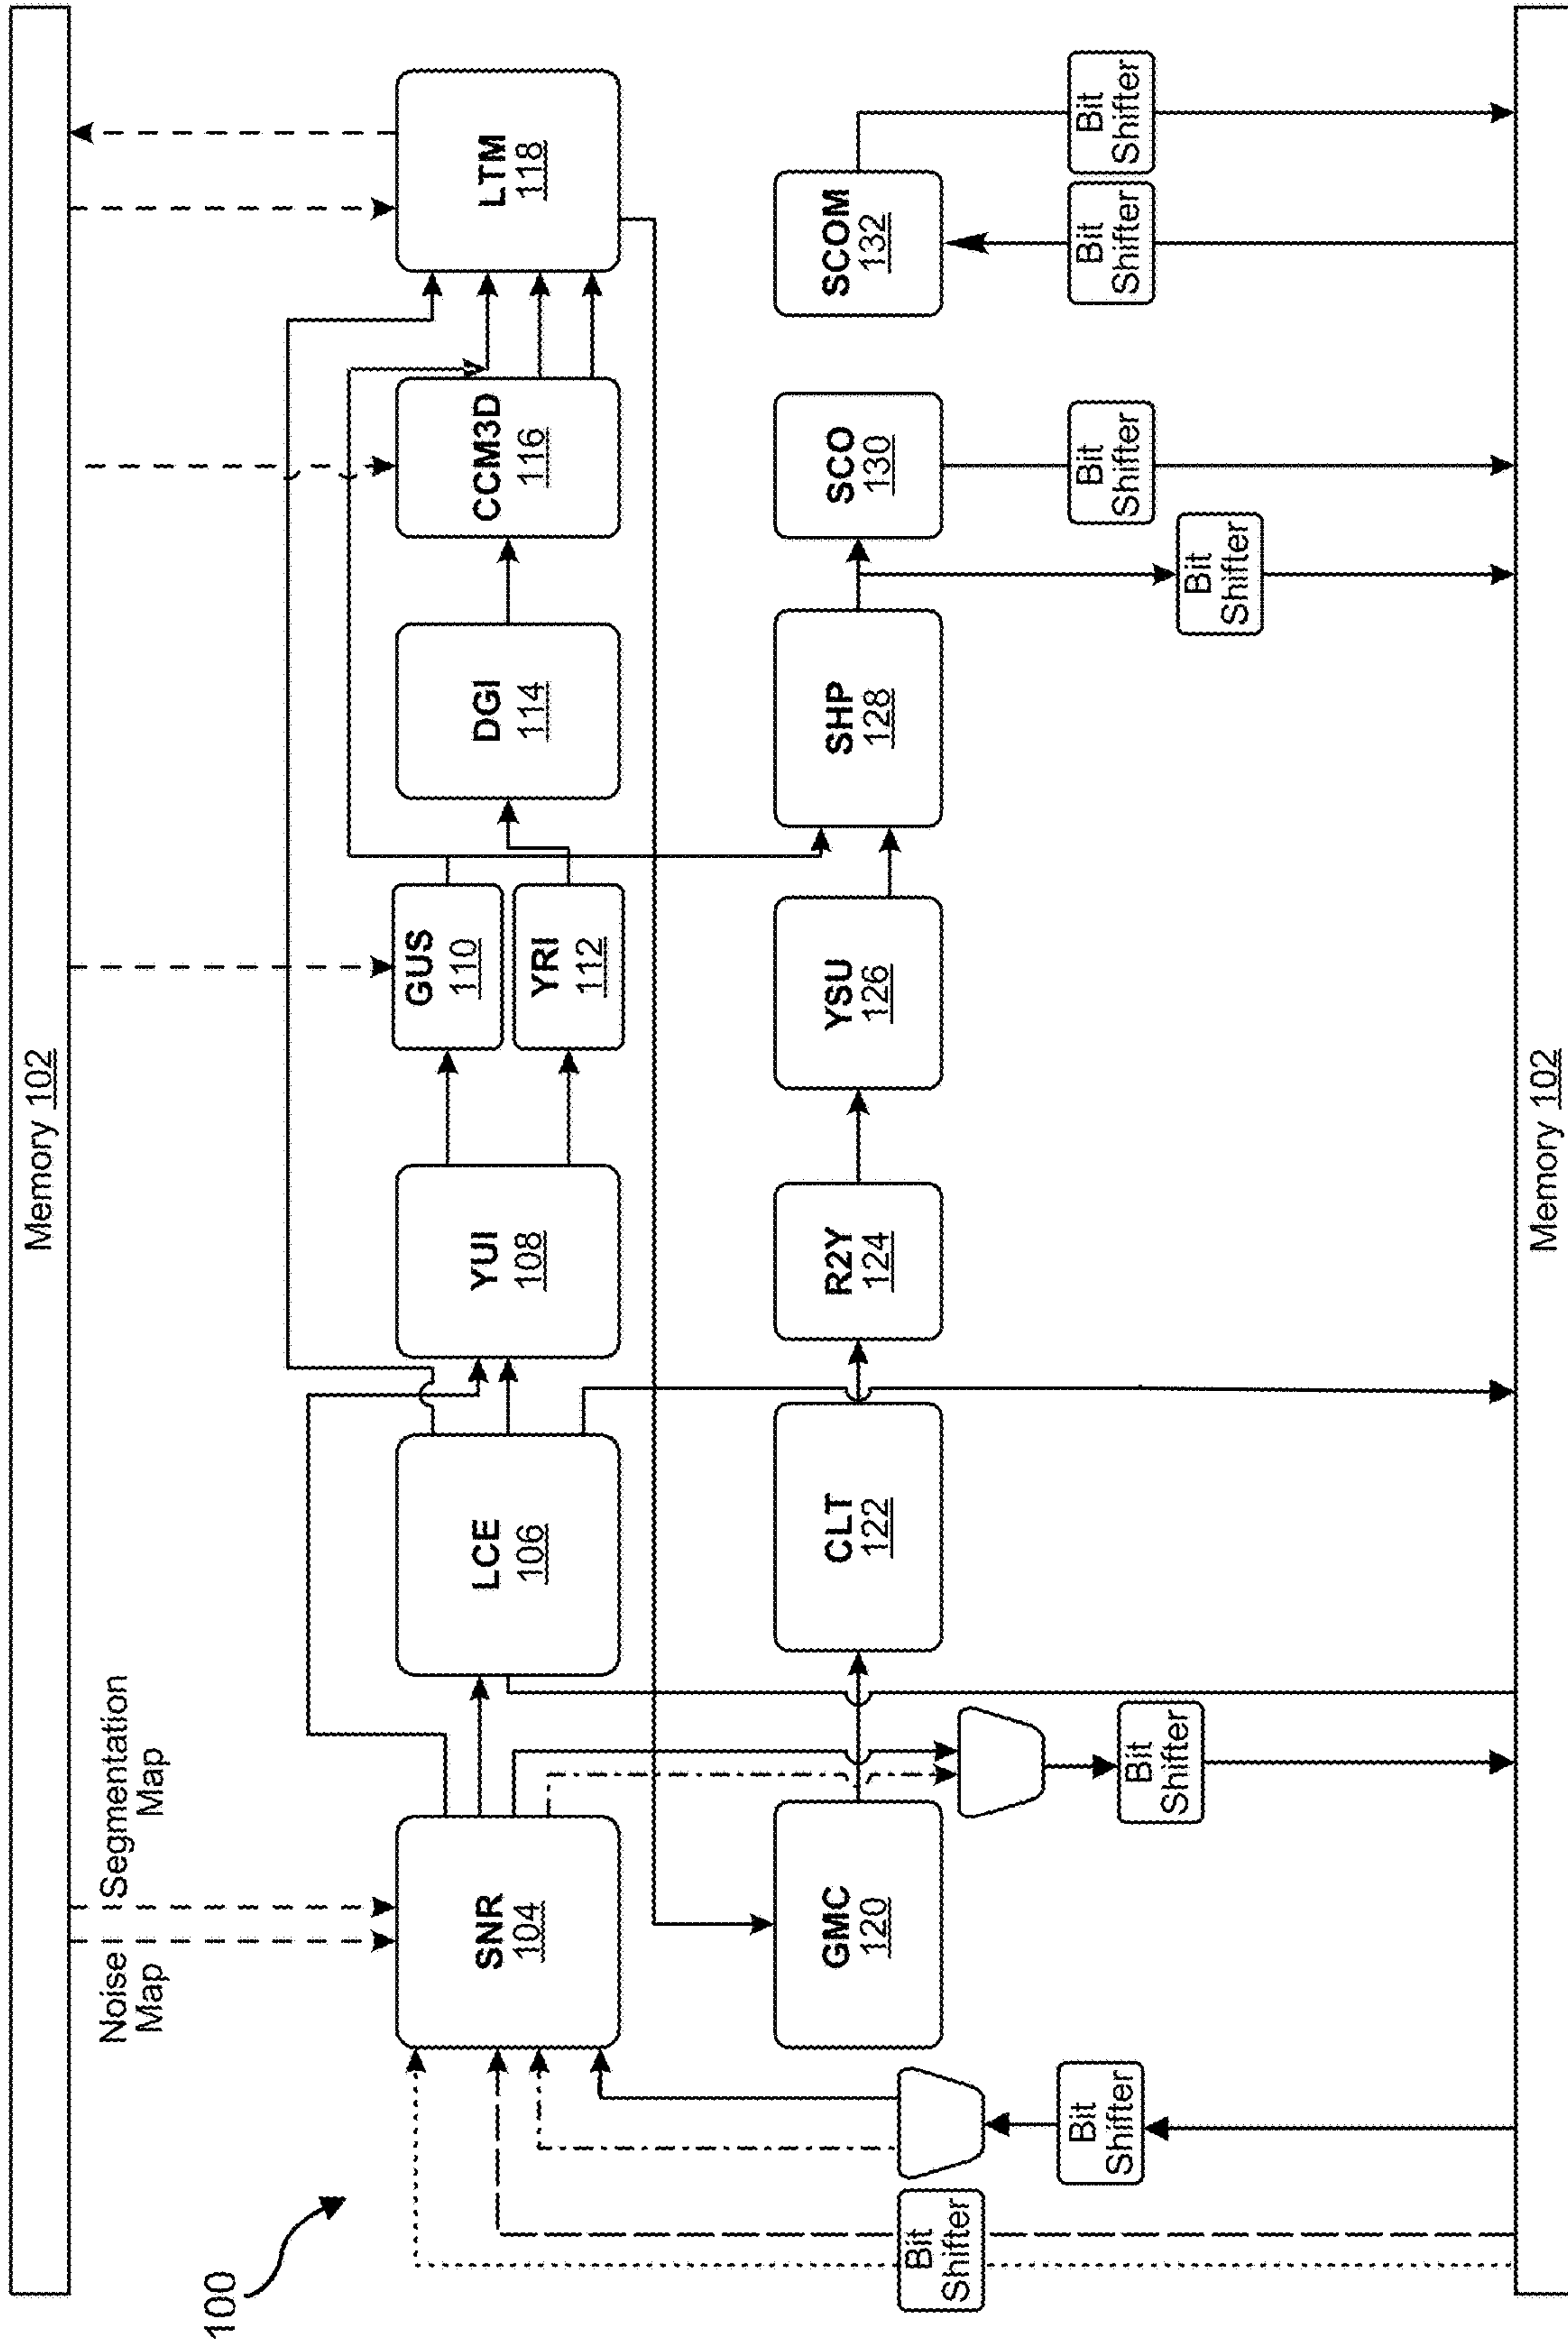 100
Memory 102
Noise
Map
Segmentation
Map
SNR
104
LCE
106
YUI
108
GUS
110
YRI
112
DGI
114
CCM3D
116
LTM
118
GMC
120
CLT
122
R2Y
124
YSU
126
SHP
128
SCO
130
SCOM
132
Bit
Shifter
Bit
Shifter
Bit
Shifter
Bit
Shifter
Bit
Shifter
Bit
Shifter
Bit
Shifter
Memory 102